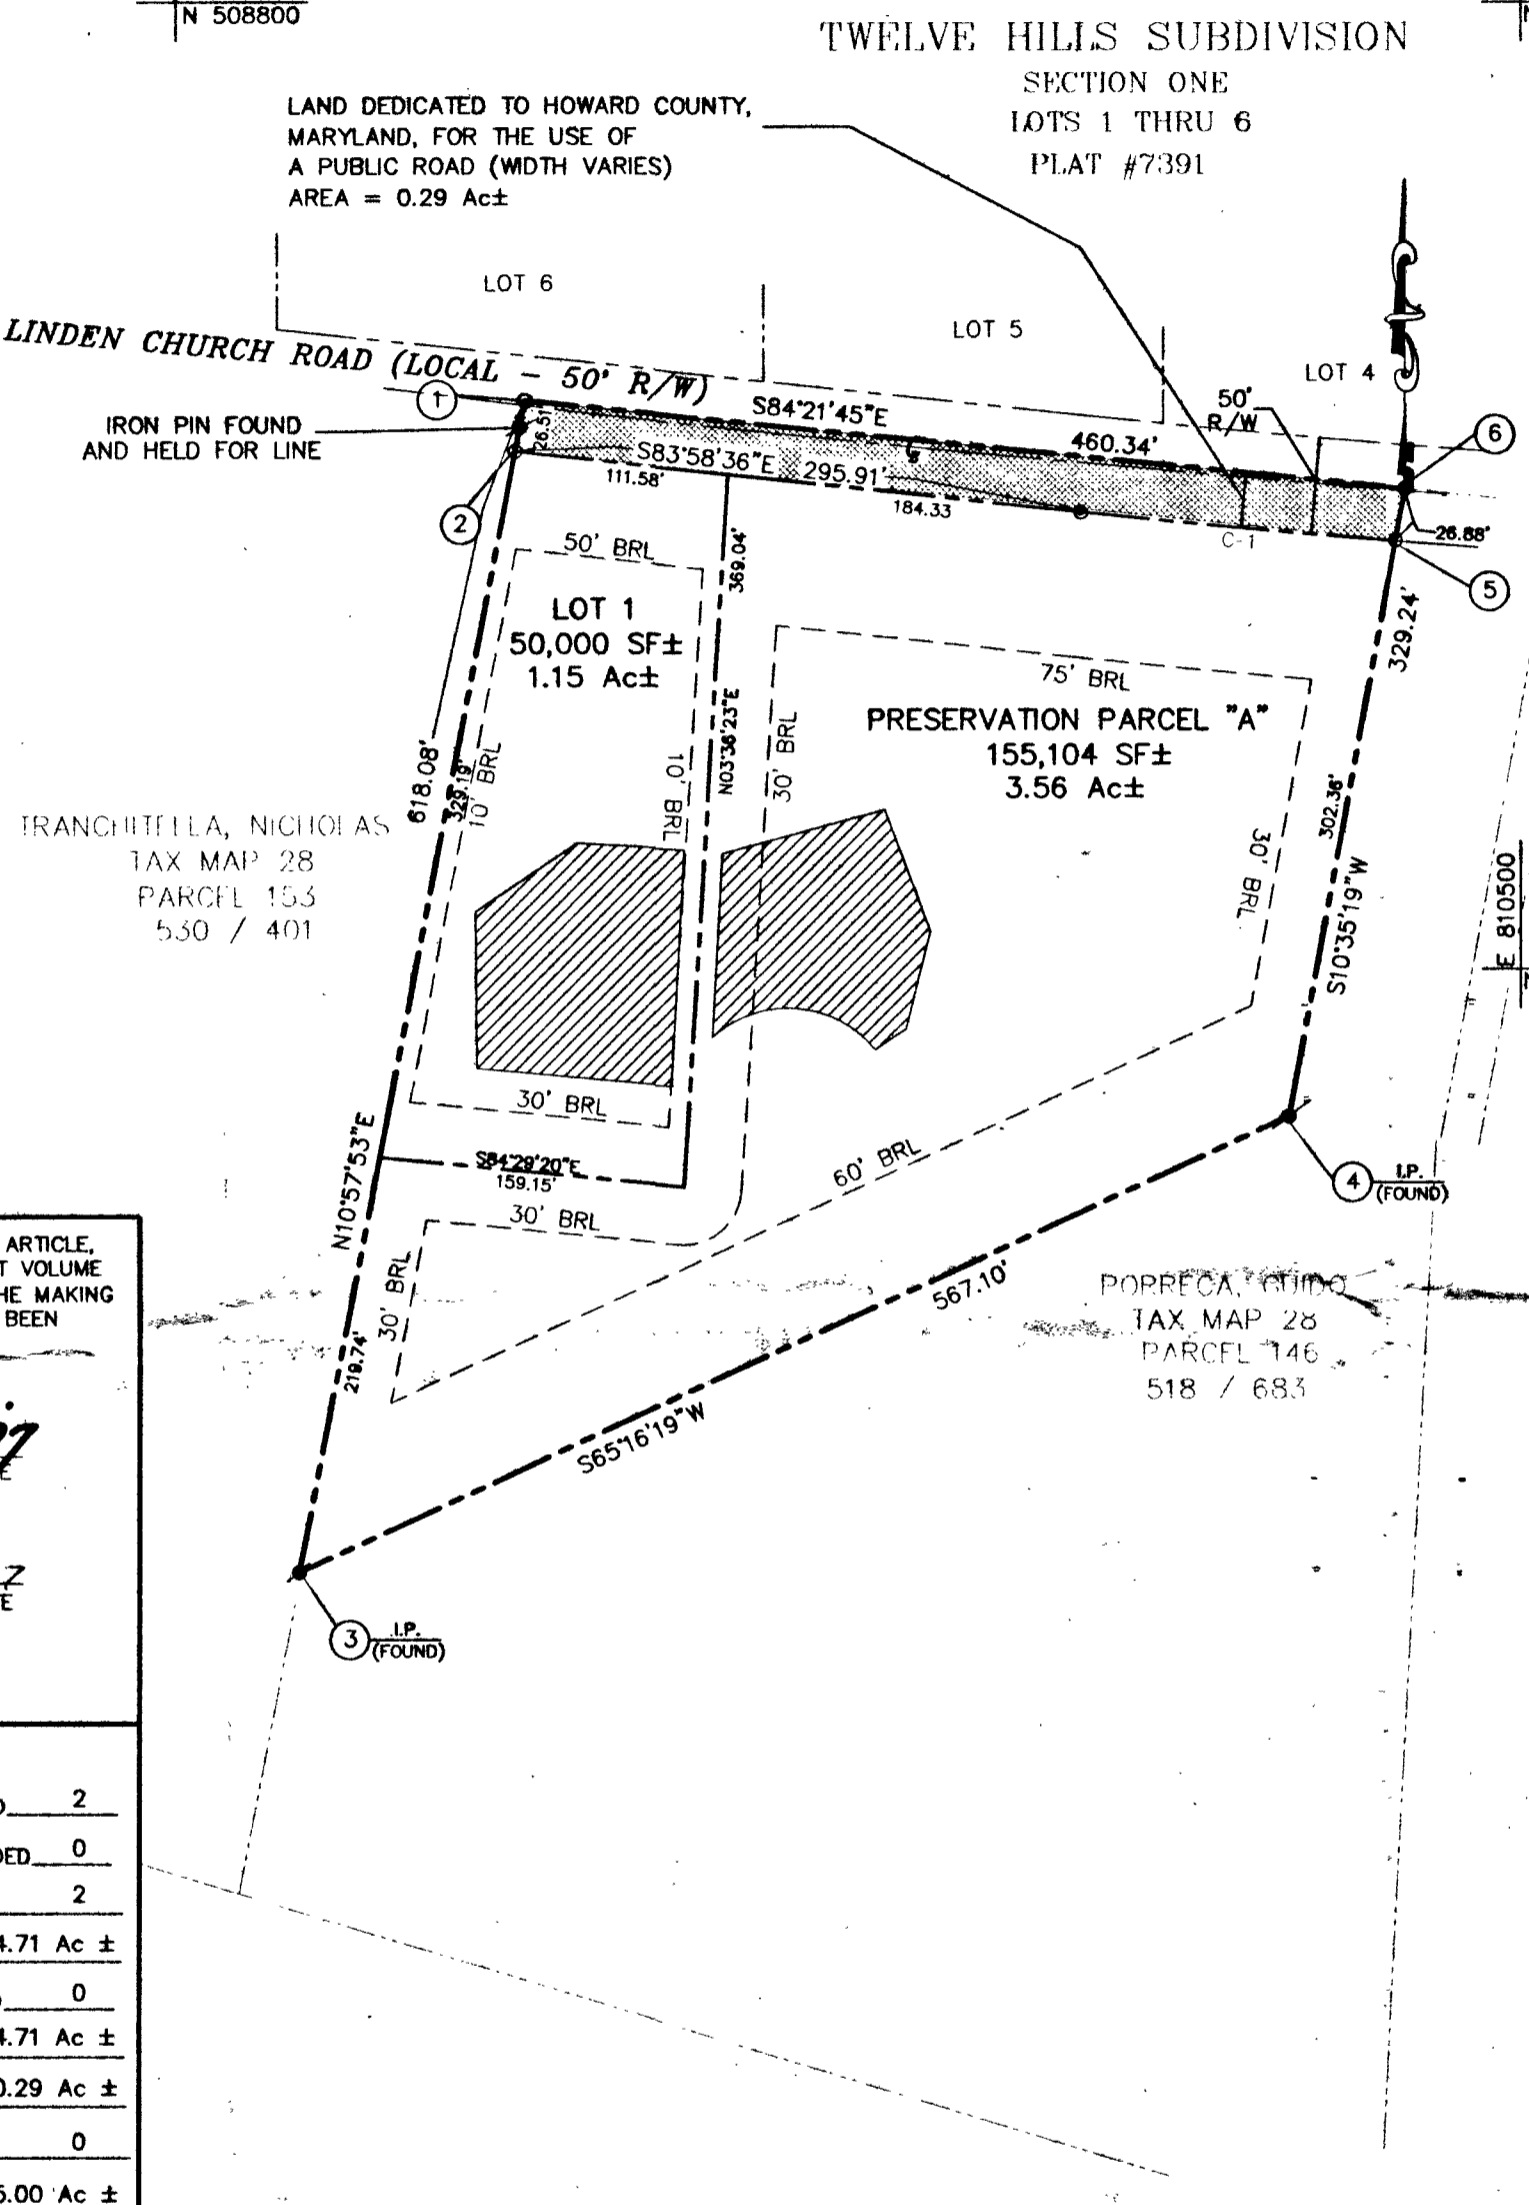 N 508800
TWELVE HILLS SUBDIVISION
SECTION ONE
LOTS 1 THRU 6
PLAT #7391
LAND DEDICATED TO HOWARD COUNTY,
MARYLAND, FOR THE USE OF
A PUBLIC ROAD (WIDTH VARIES)
AREA = 0.29 Ac±
LOT 6
LOT 5
LOT 4
LINDEN CHURCH ROAD (LOCAL - 50' R/W)
1
IRON PIN FOUND
AND HELD FOR LINE
26.51
S84°21'45"E
460.34'
50'
R/W
6
S83°58'36"E 295.91'
111.58'
184.33
C-1
26.88'
2
5
50' BRL
369.04'
329.24'
LOT 1
50,000 SF±
1.15 Ac±
75' BRL
PRESERVATION PARCEL "A"
155,104 SF±
3.56 Ac±
N03°36'23"E
10' BRL
30' BRL
618.08'
329.19'
10' BRL
302.36'
30' BRL
S10°35'19"W
E 810500
TRANCHITELLA, NICHOLAS
TAX MAP 28
PARCEL 153
530 / 401
30' BRL
N10°57'53"E
S84°29'20"E
159.15'
60' BRL
30' BRL
4
I.P.
(FOUND)
30' BRL
219.74'
567.10'
S65°16'19"W
PORRECA, GUIDO
TAX MAP 28
PARCEL 146
518 / 683
ARTICLE,
VOLUME
MAKING
BEEN
3
I.P.
(FOUND)
2
0
2
.71 Ac ±
0
.71 Ac ±
.29 Ac ±
0
.00 Ac ±